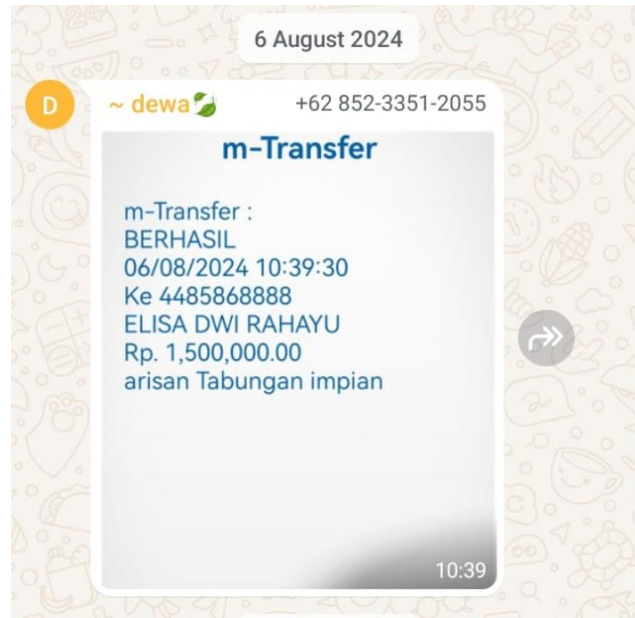 6 August 2024
D
~ dewa +62 852-3351-2055
m-Transfer
m-Transfer :
BERHASIL
06/08/2024 10:39:30
Ke 4485868888
ELISA DWI RAHAYU
Rp. 1,500,000.00
arisan Tabungan impian
10:39